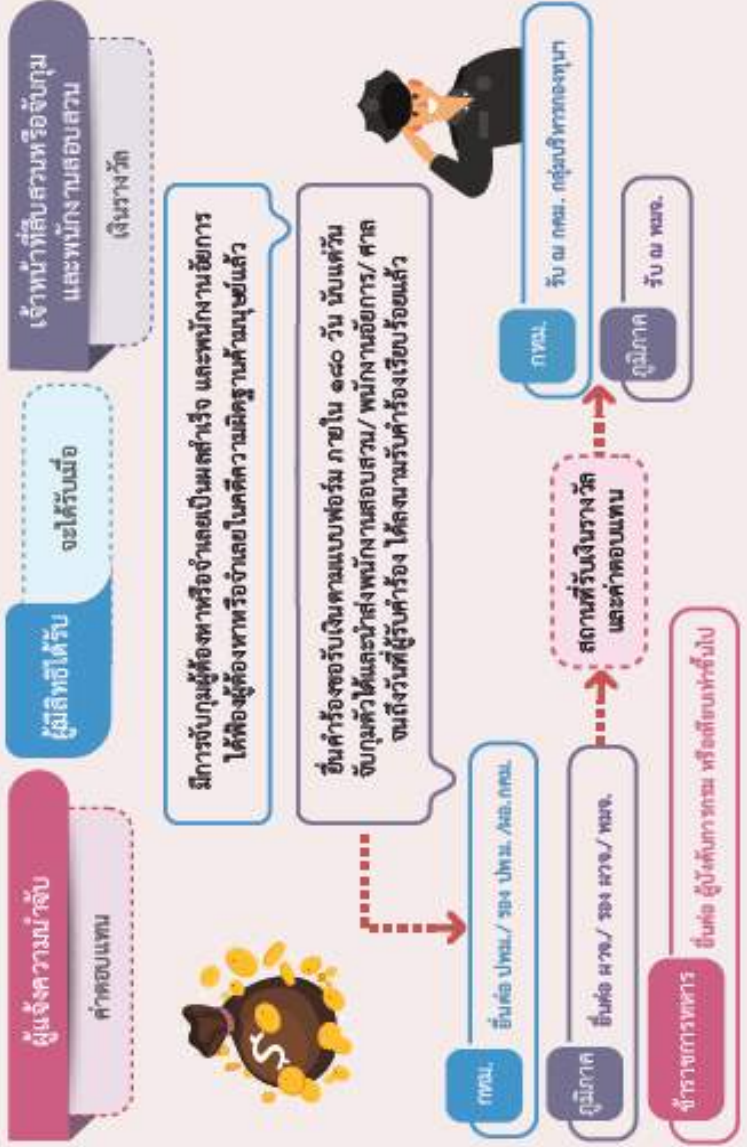 ผู้แจ้งความนำจับ
ค่าตอบแทน
ผู้มีสิทธิได้รับ
จะได้รับเมื่อ
เจ้าหน้าที่สืบสวนหรือจับกุม
และพนักงานสอบสวน
เงินรางวัล
มีการจับกุมผู้ต้องหาหรือจำเลยเป็นผลสำเร็จ และพนักงานอัยการ
ได้ฟ้องผู้ต้องหาหรือจำเลยในคดีความผิดฐานค้ามนุษย์แล้ว
ยื่นคำร้องขอรับเงินตามแบบฟอร์ม ภายใน ๑๘๐ วัน นับแต่วัน
จับกุมตัวได้และนำส่งพนักงานสอบสวน/ พนักงานอัยการ/ ศาล
จนถึงวันที่ผู้รับคำร้อง ได้ลงนามรับคำร้องเรียบร้อยแล้ว
กทม.
ยื่นต่อ ปพม./ รอง ปพม. /ผอ.กคม.
ภูมิภาค
ยื่นต่อ ผวจ./ รอง ผวจ./ พมจ.
ข้าราชการทหาร
ยื่นต่อ ผู้บังคับการกรม หรือเทียบเท่าขึ้นไป
สถานที่รับเงินรางวัล
และค่าตอบแทน
กทม.
รับ ณ กคม. กลุ่มบริหารกองทุนฯ
ภูมิภาค
รับ ณ พมจ.